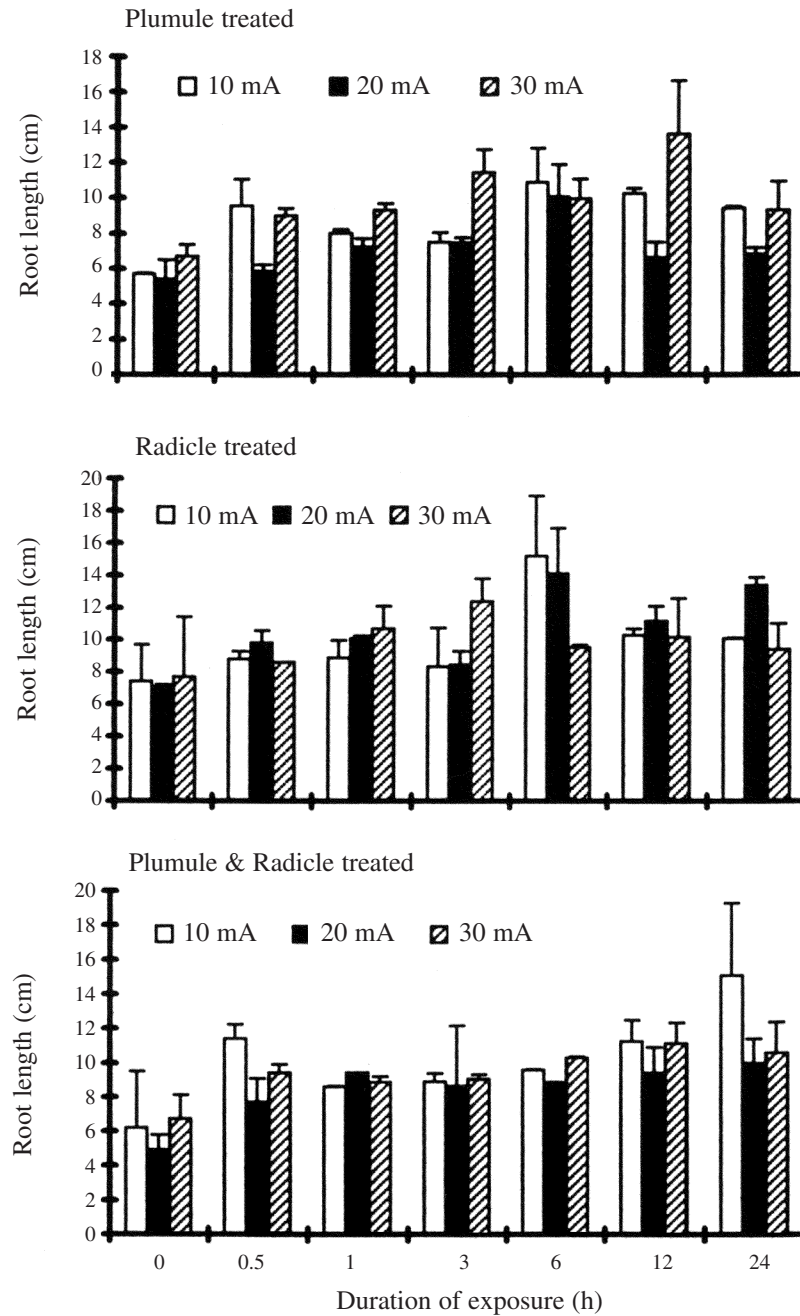 Plumule treated
18
16
14
12
10
8
6
4
2
0
Root length (cm)
10 mA 20 mA 30 mA
Radicle treated
20
18
16
14
12
10
8
6
4
2
0
Root length (cm)
10 mA 20 mA 30 mA
Plumule & Radicle treated
20
18
16
14
12
10
8
6
4
2
0
Root length (cm)
10 mA 20 mA 30 mA
0 0.5 1 3 6 12 24
Duration of exposure (h)